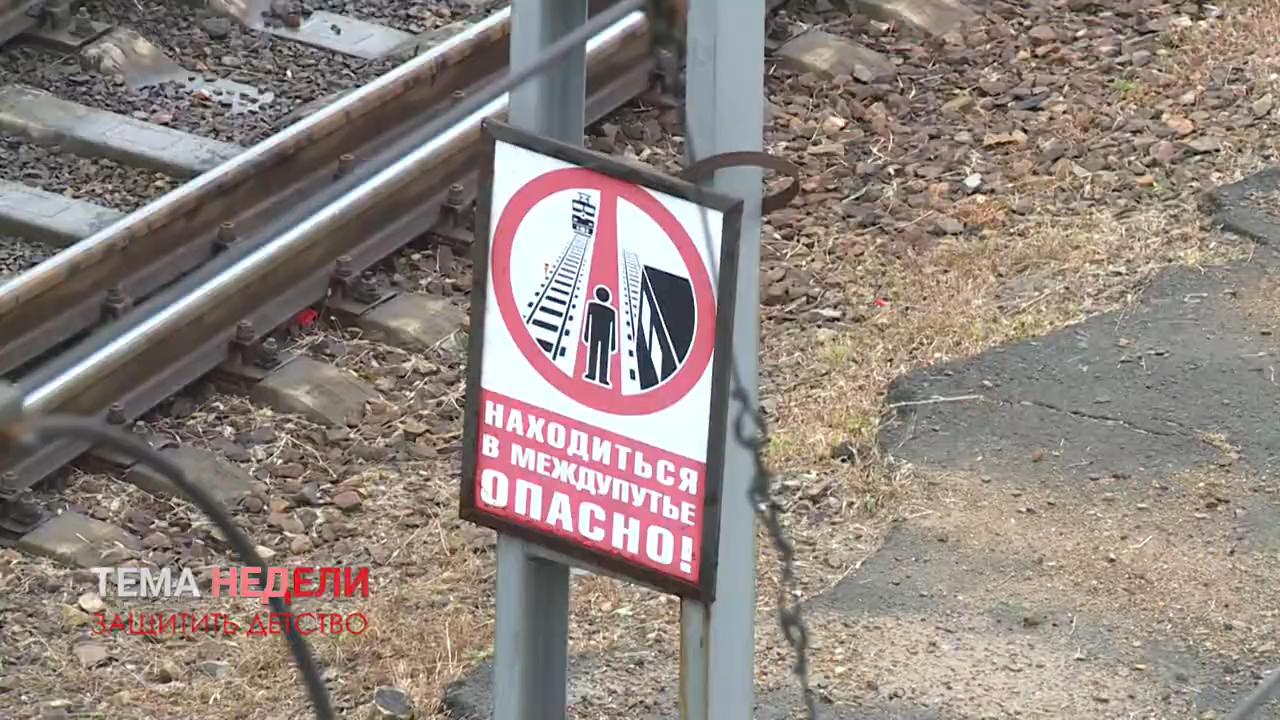 НАХОДИТЬСЯ
В МЕЖДУПУТЬЕ
ОПАСНО!
ТЕМА НЕДЕЛИ
ЗАЩИТИТЬ ДЕТСТВО